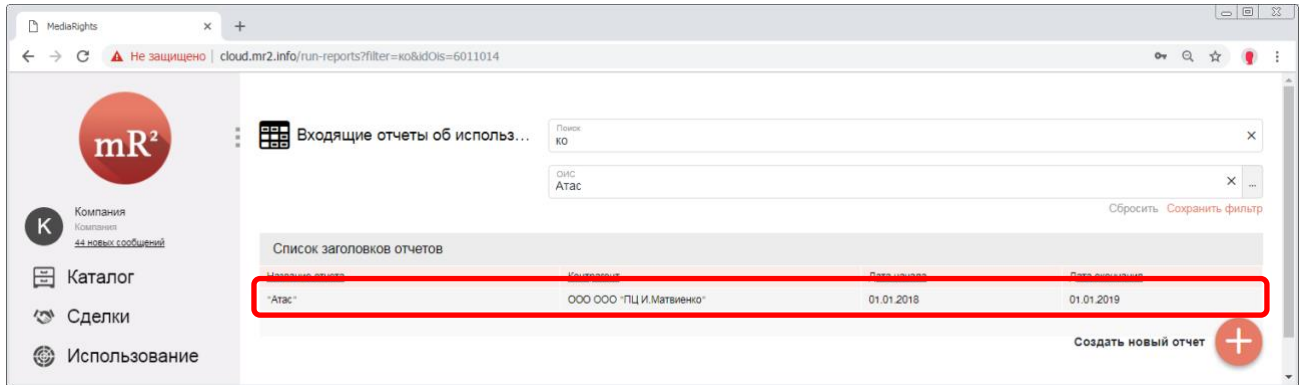 MediaRights
Не защищено | cloud.mr2.info/run-reports?filter=ко&idOis=6011014
mR²
Входящие отчеты об использ...
Поиск
ко
ОИС
Атас
...
Сбросить Сохранить фильтр
K
Компания
Компания
44 новых сообщений
Каталог
Сделки
Использование
Список заголовков отчетов
Название отчета Контрагент Дата начала Дата окончания
"Атас" ООО ООО "ПЦ И.Матвиенко" 01.01.2018 01.01.2019
Создать новый отчет